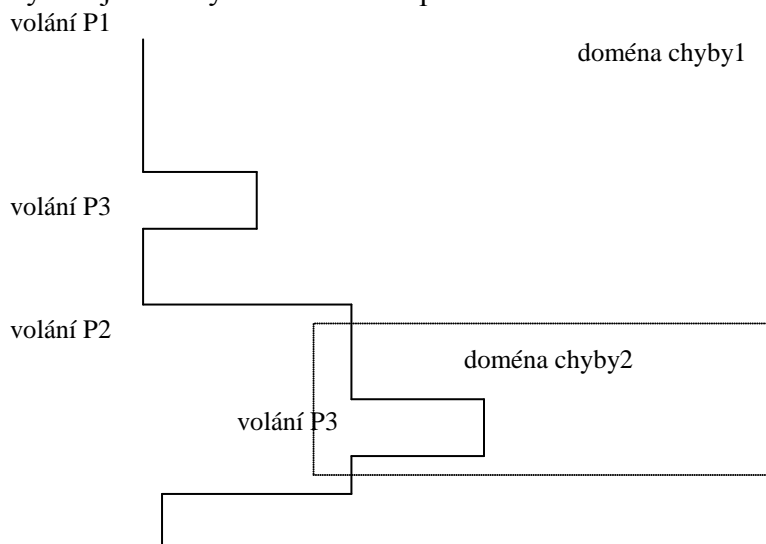 volání P1
doména chyby1
volání P3
volání P2
doména chyby2
volání P3